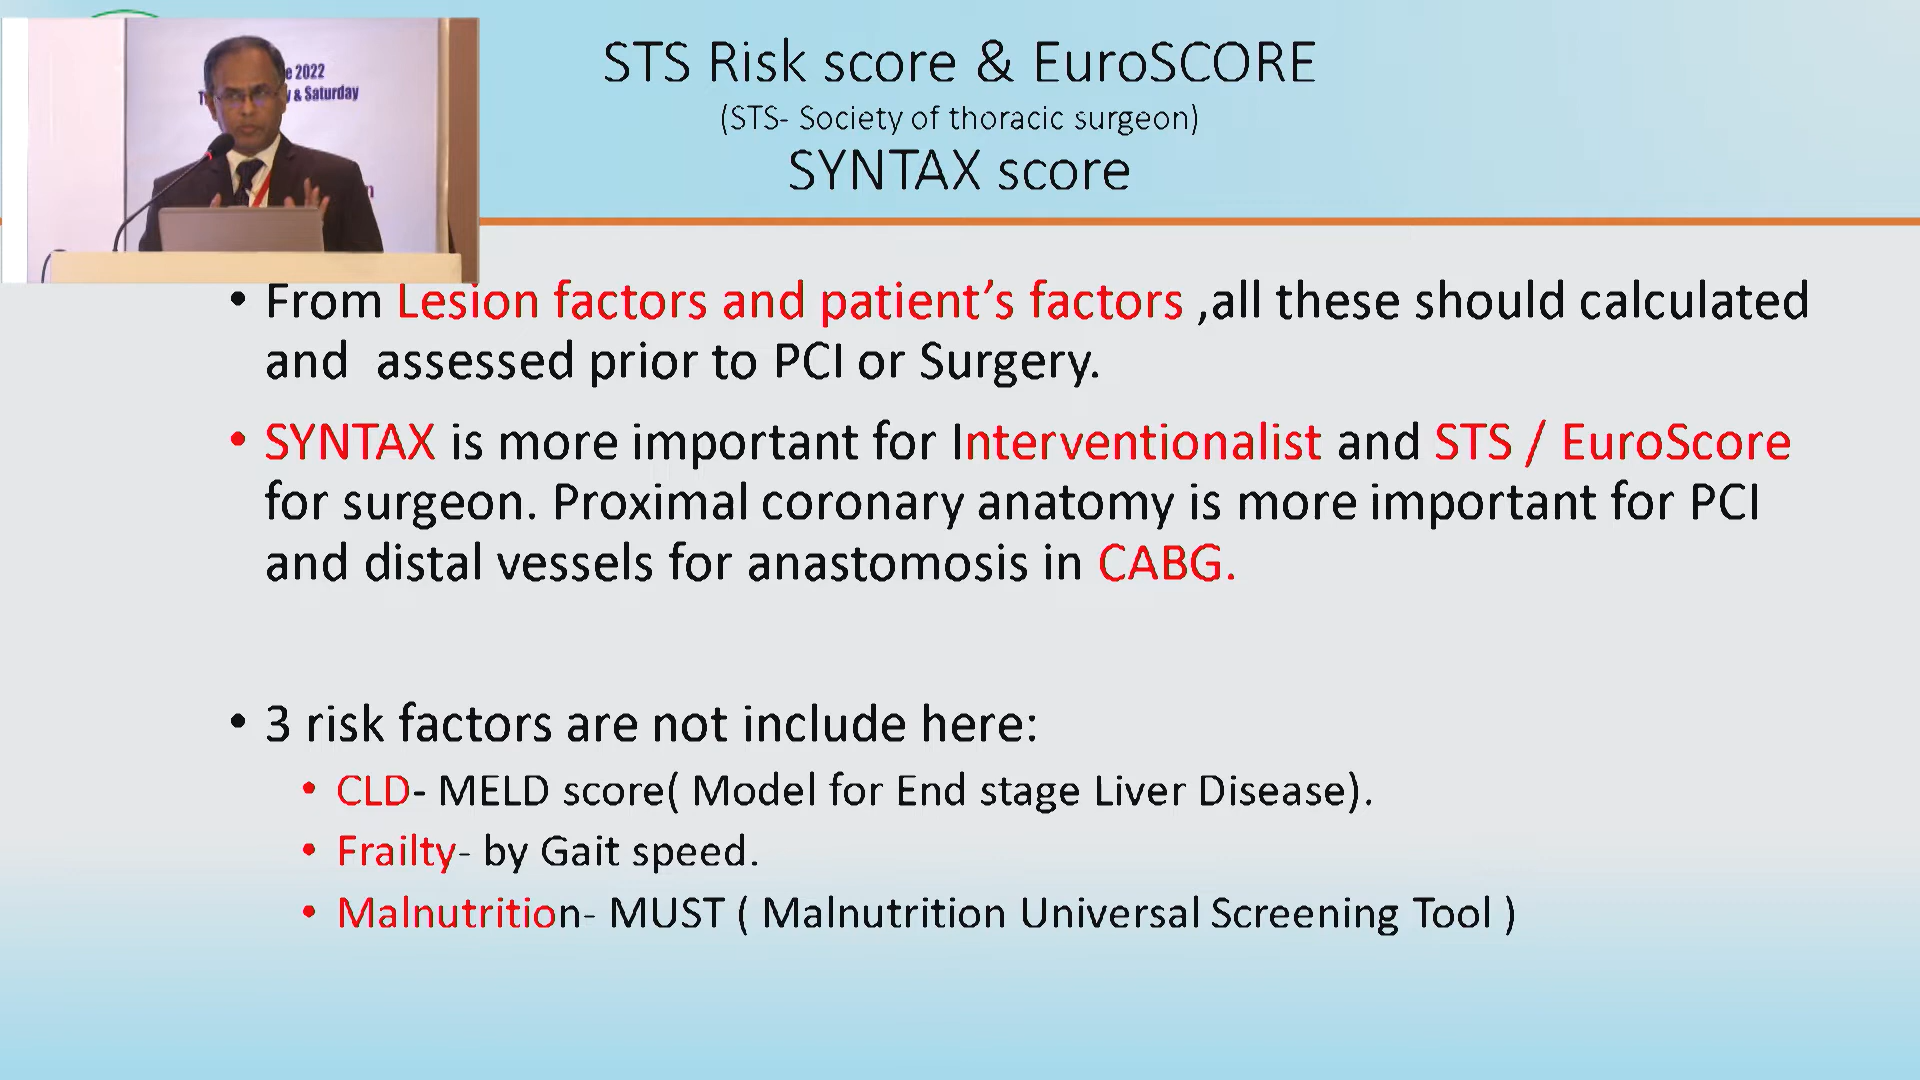 e 2022
& Saturday
STS Risk score & EuroSCORE
(STS- Society of thoracic surgeon)
SYNTAX score
• From Lesion factors and patient’s factors ,all these should calculated
and assessed prior to PCI or Surgery.
• SYNTAX is more important for Interventionalist and STS / EuroScore
for surgeon. Proximal coronary anatomy is more important for PCI
and distal vessels for anastomosis in CABG.
• 3 risk factors are not include here:
• CLD- MELD score( Model for End stage Liver Disease).
• Frailty- by Gait speed.
• Malnutrition- MUST ( Malnutrition Universal Screening Tool )